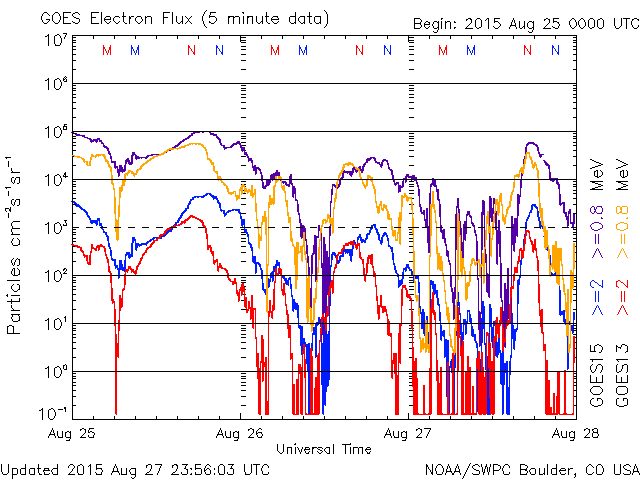 GOES Electron Flux (5 minute data)
Begin: 2015 Aug 25 0000 UTC
M M N N M M N N M M N N
10⁷
10⁶
10⁵
10⁴
10³
10²
10¹
10⁰
10⁻¹
Particles cm⁻²s⁻¹sr⁻¹
Aug 25 Aug 26 Aug 27 Aug 28
Universal Time
GOES15 >=2 >=0.8 MeV
GOES13 >=2 >=0.8 MeV
Updated 2015 Aug 27 23:56:03 UTC
NOAA/SWPC Boulder, CO USA